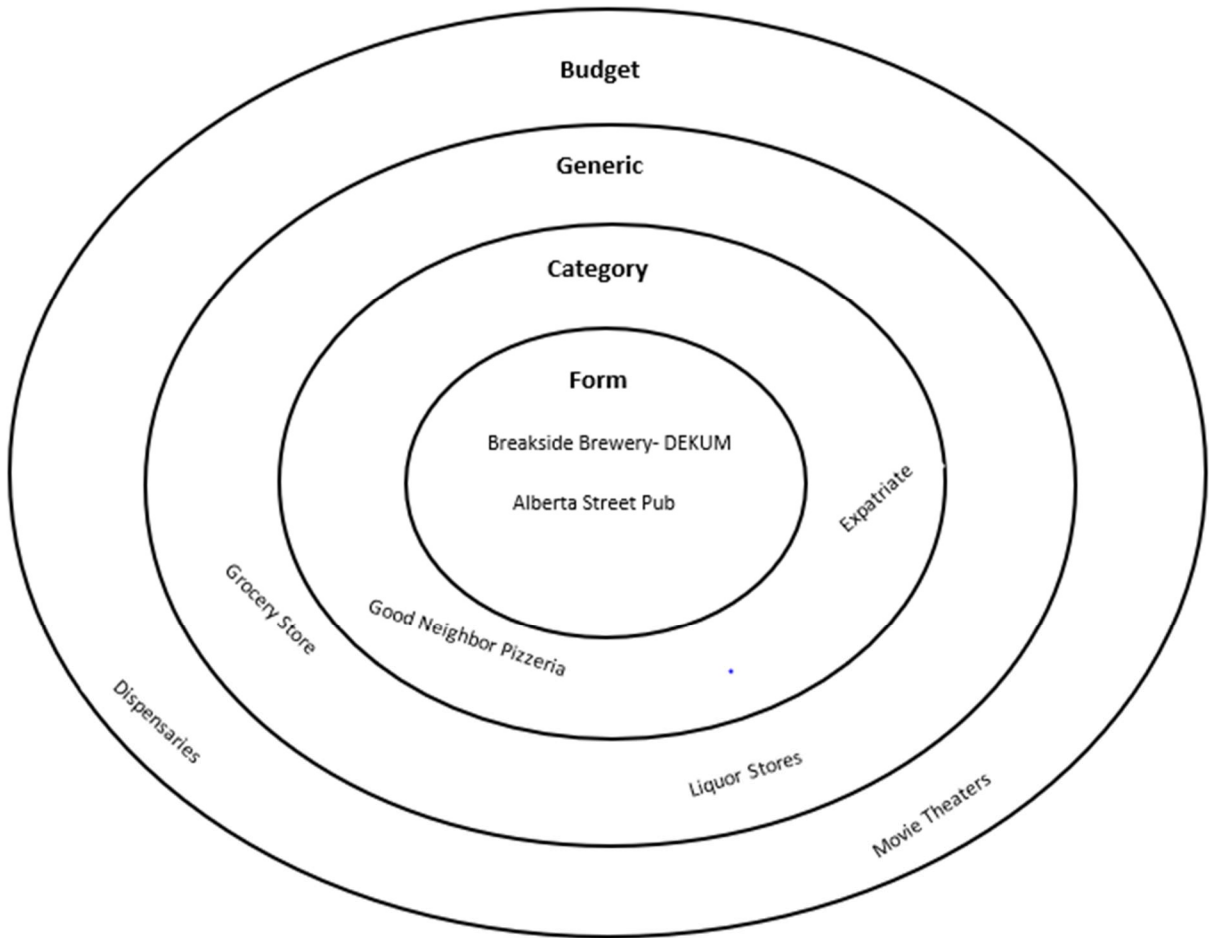 Budget
Generic
Category
Form
Breakside Brewery- DEKUM
Alberta Street Pub
Expatriate
Grocery Store
Good Neighbor Pizzeria
Dispensaries
Liquor Stores
Movie Theaters